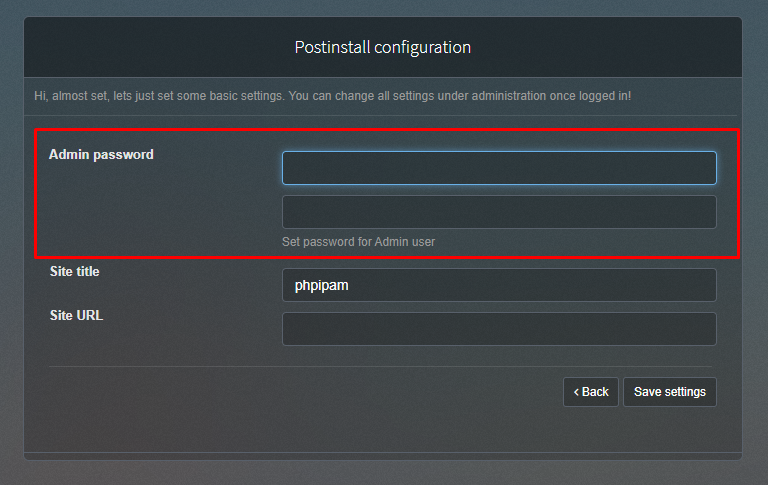 Postinstall configuration
Hi, almost set, lets just set some basic settings. You can change all settings under administration once logged in!
Admin password
Set password for Admin user
Site title
phpipam
Site URL
‹ Back
Save settings